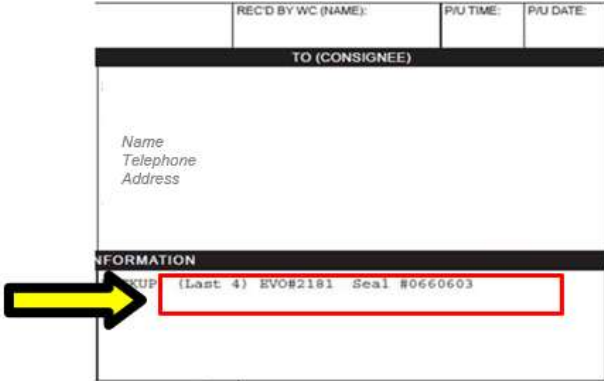 REC'D BY WC (NAME): P/U TIME: P/U DATE:
TO (CONSIGNEE)
Name
Telephone
Address
NFORMATION
KUP (Last 4) EVO#2181 Seal #0660603